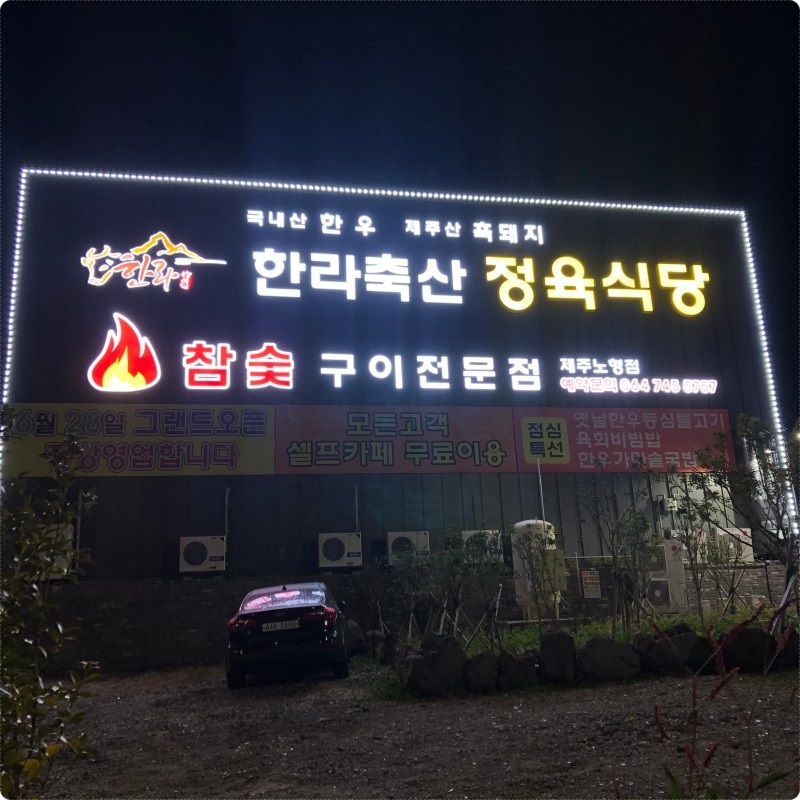 국내산 한우 제주산 흑돼지
한라
한라축산 정육식당
참숯 구이전문점
제주노형점
예약문의 064 745 5757
6월 28일 그랜드오픈
정상영업합니다
모든고객
셀프카페 무료이용
점심
특선
옛날한우등심불고기
육회비빔밥
한우가마솥국밥